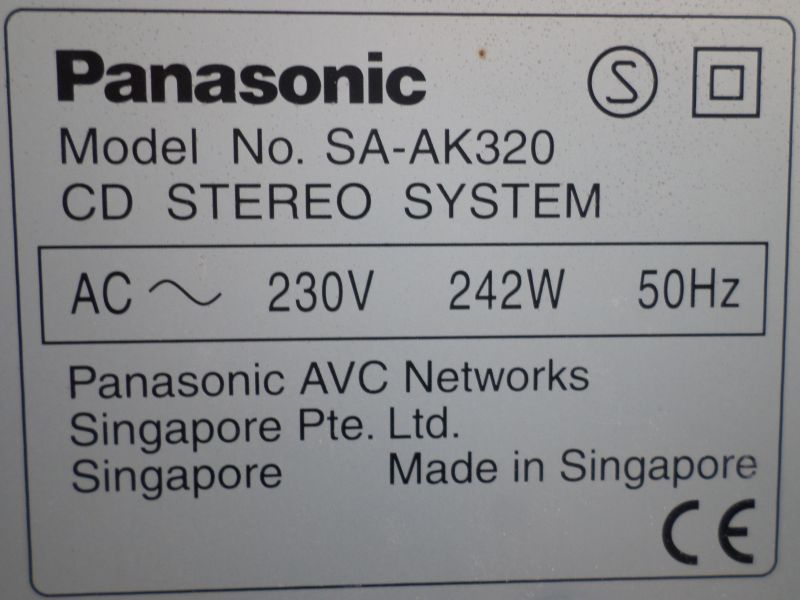 Panasonic S
Model No. SA-AK320
CD STEREO SYSTEM
AC ~ 230V 242W 50Hz
Panasonic AVC Networks
Singapore Pte. Ltd.
Singapore Made in Singapore
CE